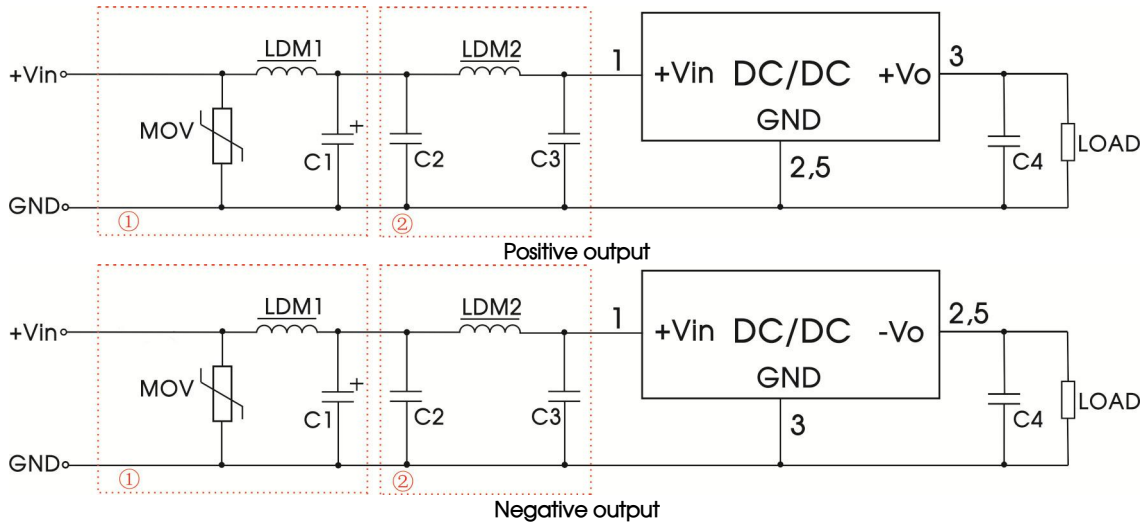 LDM1
LDM2
1
3
+Vin
+Vin DC/DC +Vo
GND
MOV
C1
+
C2
C3
2,5
C4
LOAD
GND
①
②
Positive output
LDM1
LDM2
1
2,5
+Vin
+Vin DC/DC -Vo
GND
MOV
C1
+
C2
C3
3
C4
LOAD
GND
①
②
Negative output